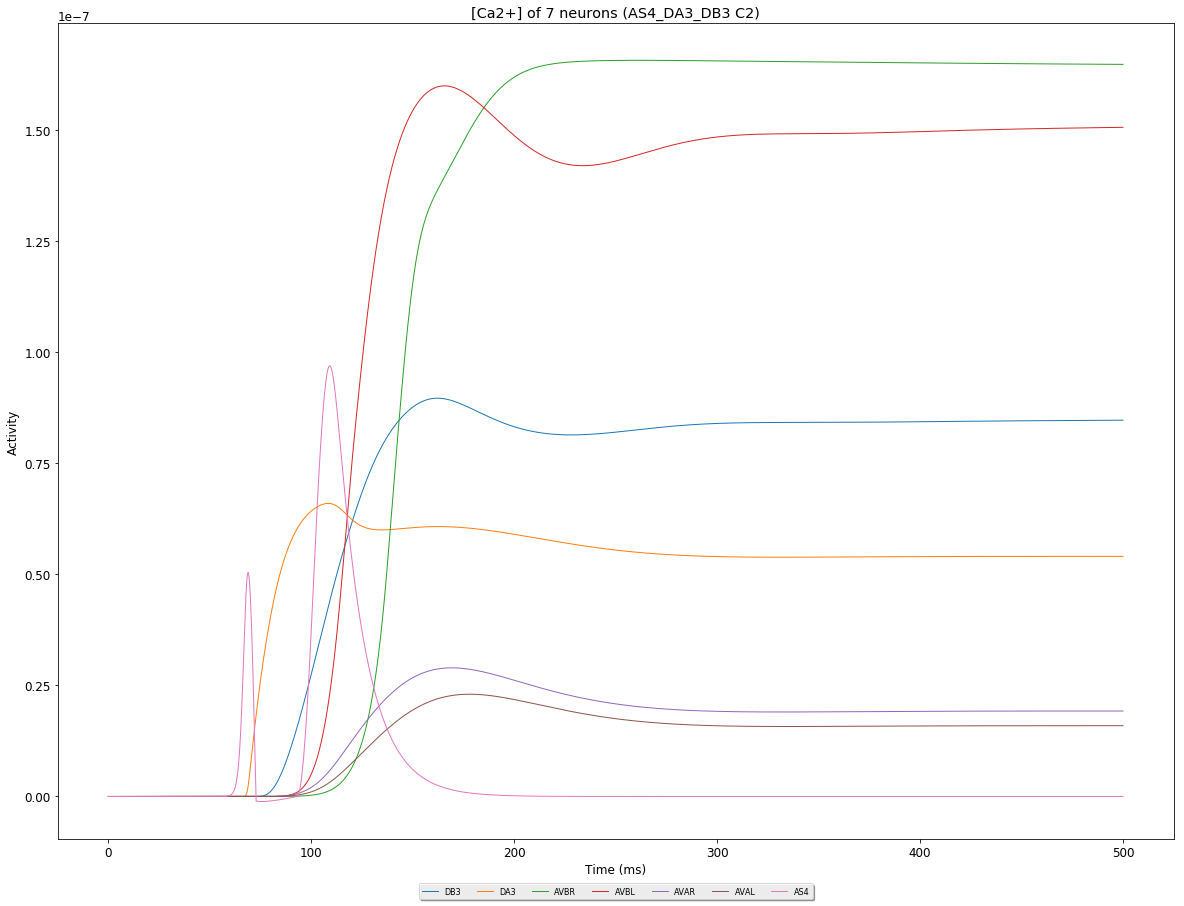 [Ca2+] of 7 neurons (AS4_DA3_DB3 C2)
1e−7
1.50
1.25
1.00
0.75
0.50
0.25
0.00
Activity
0 100 200 300 400 500
Time (ms)
DB3 DA3 AVBR AVBL AVAR AVAL AS4